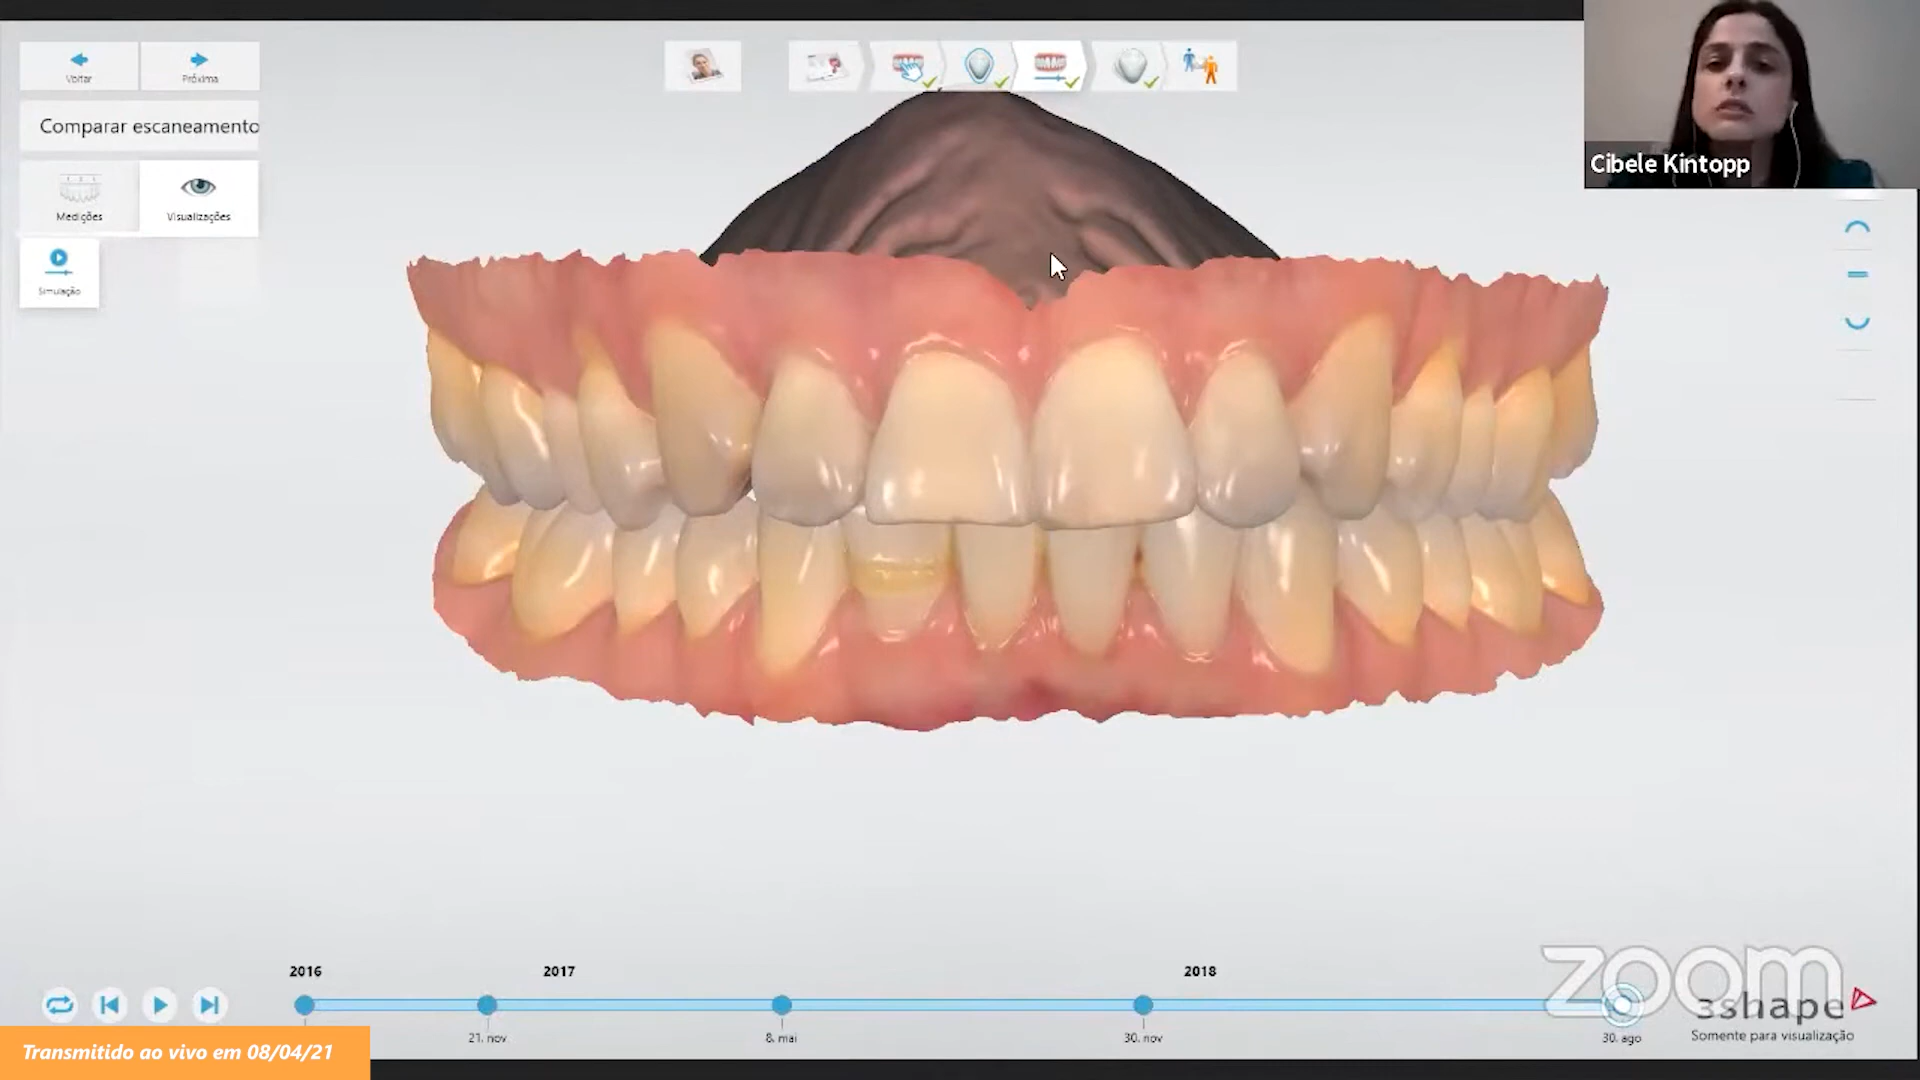 Voltar
Próxima
Comparar escaneamento
Medições
Visualizações
Simulação
Cibele Kintopp
2016
2017
2018
21. nov
8. mai
30. nov
30. ago
zoom
3shape
Somente para visualização
Transmitido ao vivo em 08/04/21